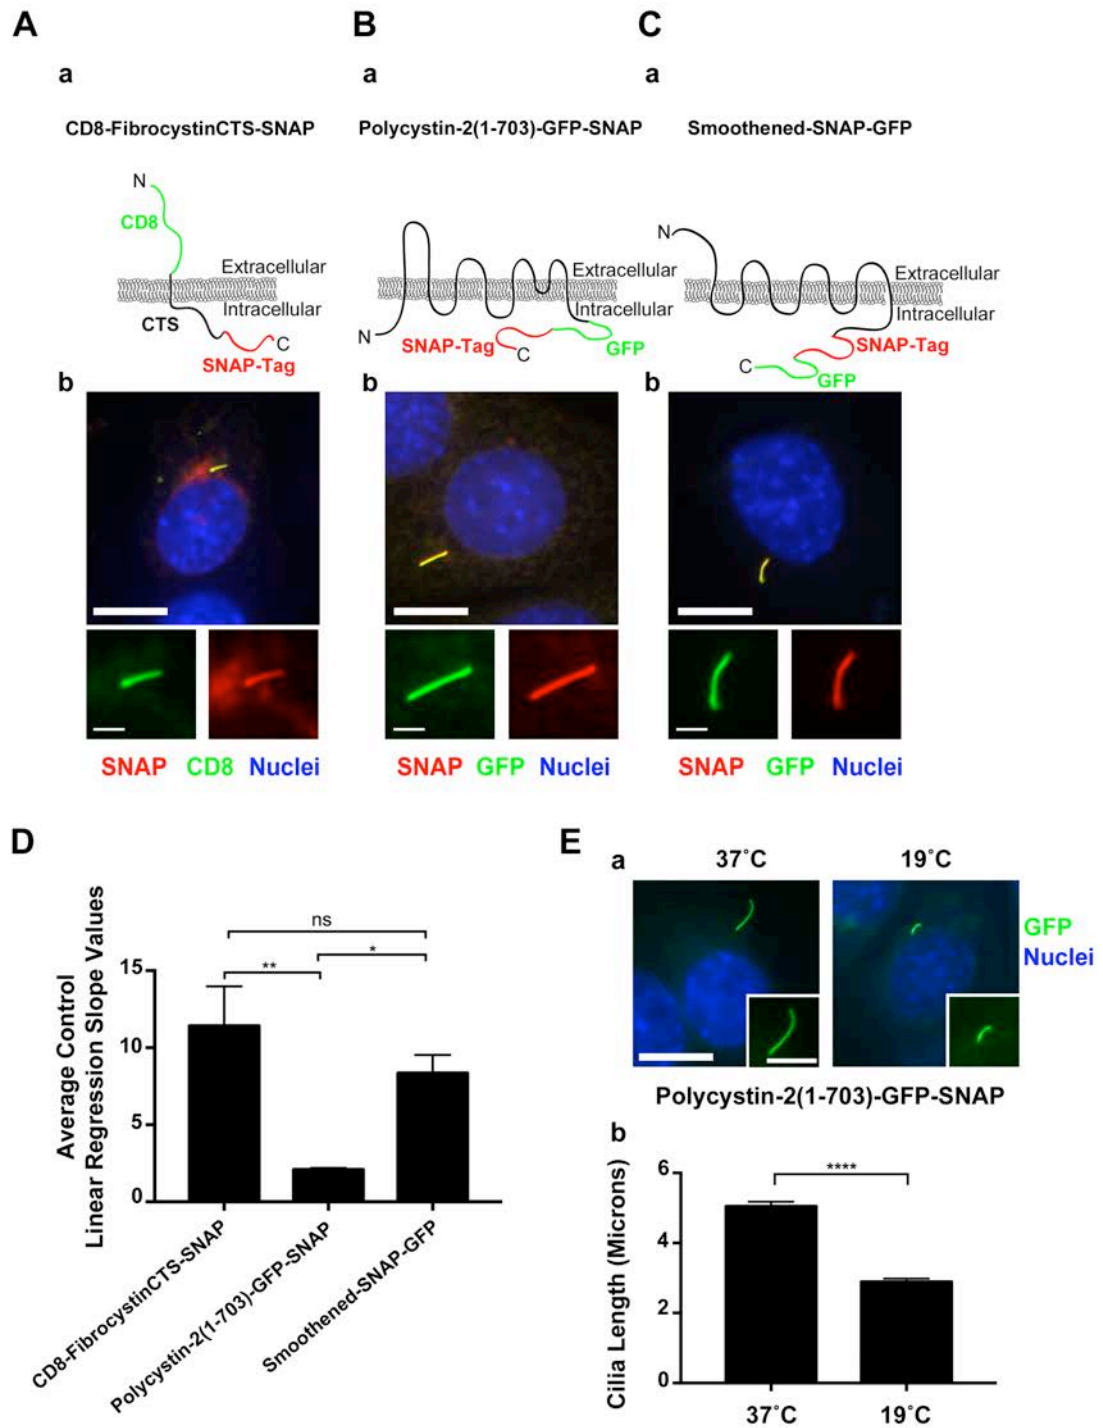 A
B
C
a
a
a
CD8-FibrocystinCTS-SNAP
Polycystin-2(1-703)-GFP-SNAP
Smoothened-SNAP-GFP
N
CD8
Extracellular
Intracellular
CTS
C
SNAP-Tag
Extracellular
Intracellular
N
SNAP-Tag
C
GFP
N
Extracellular
Intracellular
SNAP-Tag
C
GFP
b
b
b
SNAP CD8 Nuclei
SNAP GFP Nuclei
SNAP GFP Nuclei
D
Average Control
Linear Regression Slope Values
ns
**
*
15
10
5
0
CD8-FibrocystinCTS-SNAP
Polycystin-2(1-703)-GFP-SNAP
Smoothened-SNAP-GFP
E
a
37˚C
19˚C
GFP
Nuclei
Polycystin-2(1-703)-GFP-SNAP
b
Cilia Length (Microns)
****
6
4
2
0
37˚C
19˚C